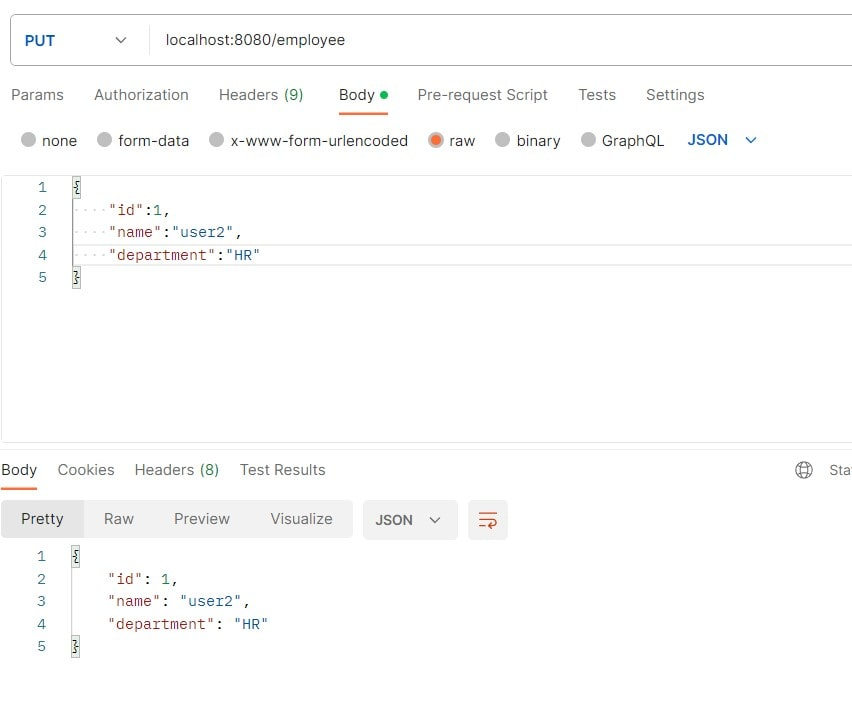 PUT localhost:8080/employee
Params Authorization Headers (9) Body Pre-request Script Tests Settings
none form-data x-www-form-urlencoded raw binary GraphQL JSON
1 {
2 "id":1,
3 "name":"user2",
4 "department":"HR"
5 }
Body Cookies Headers (8) Test Results Sta
Pretty Raw Preview Visualize JSON
1 {
2 "id": 1,
3 "name": "user2",
4 "department": "HR"
5 }